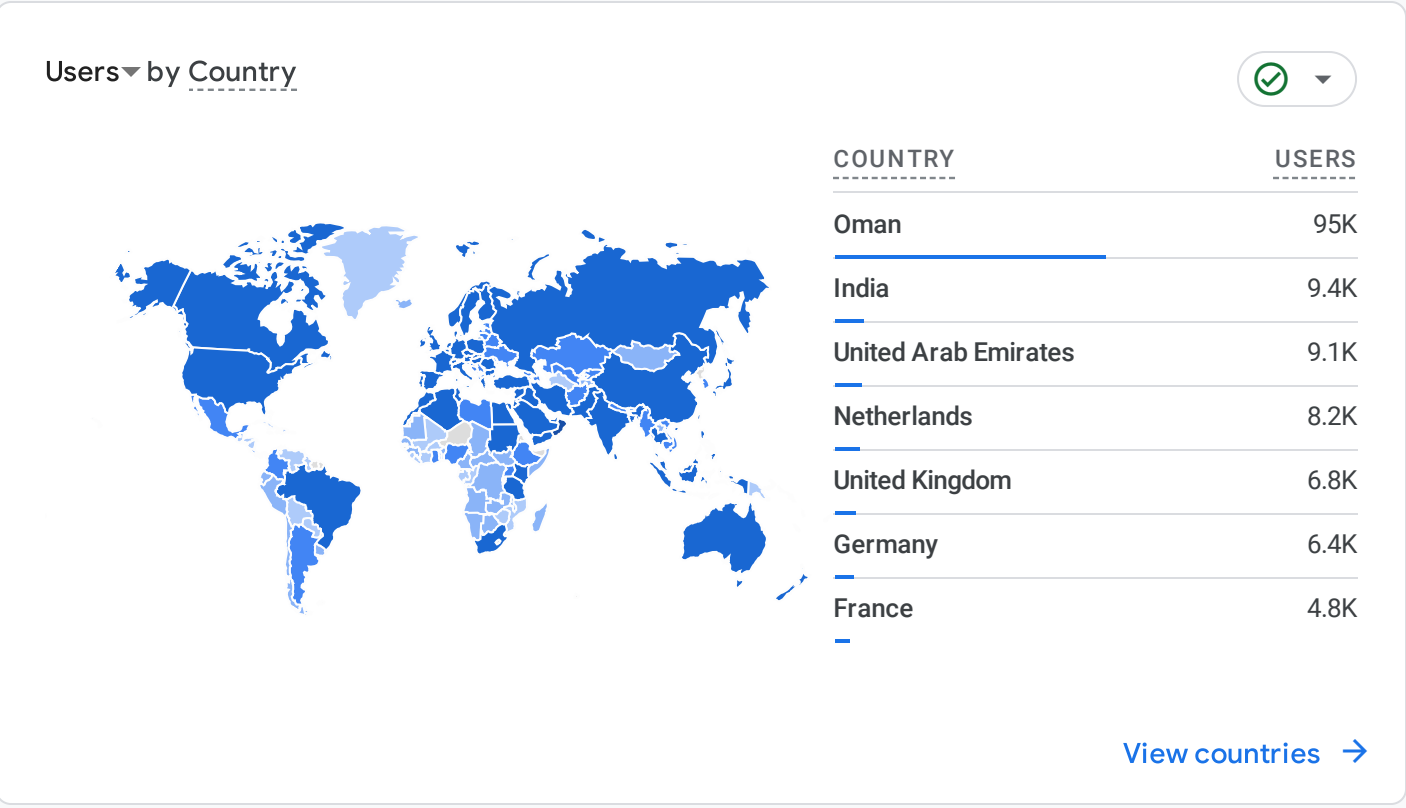 Users by Country
COUNTRY USERS
Oman 95K
India 9.4K
United Arab Emirates 9.1K
Netherlands 8.2K
United Kingdom 6.8K
Germany 6.4K
France 4.8K
View countries